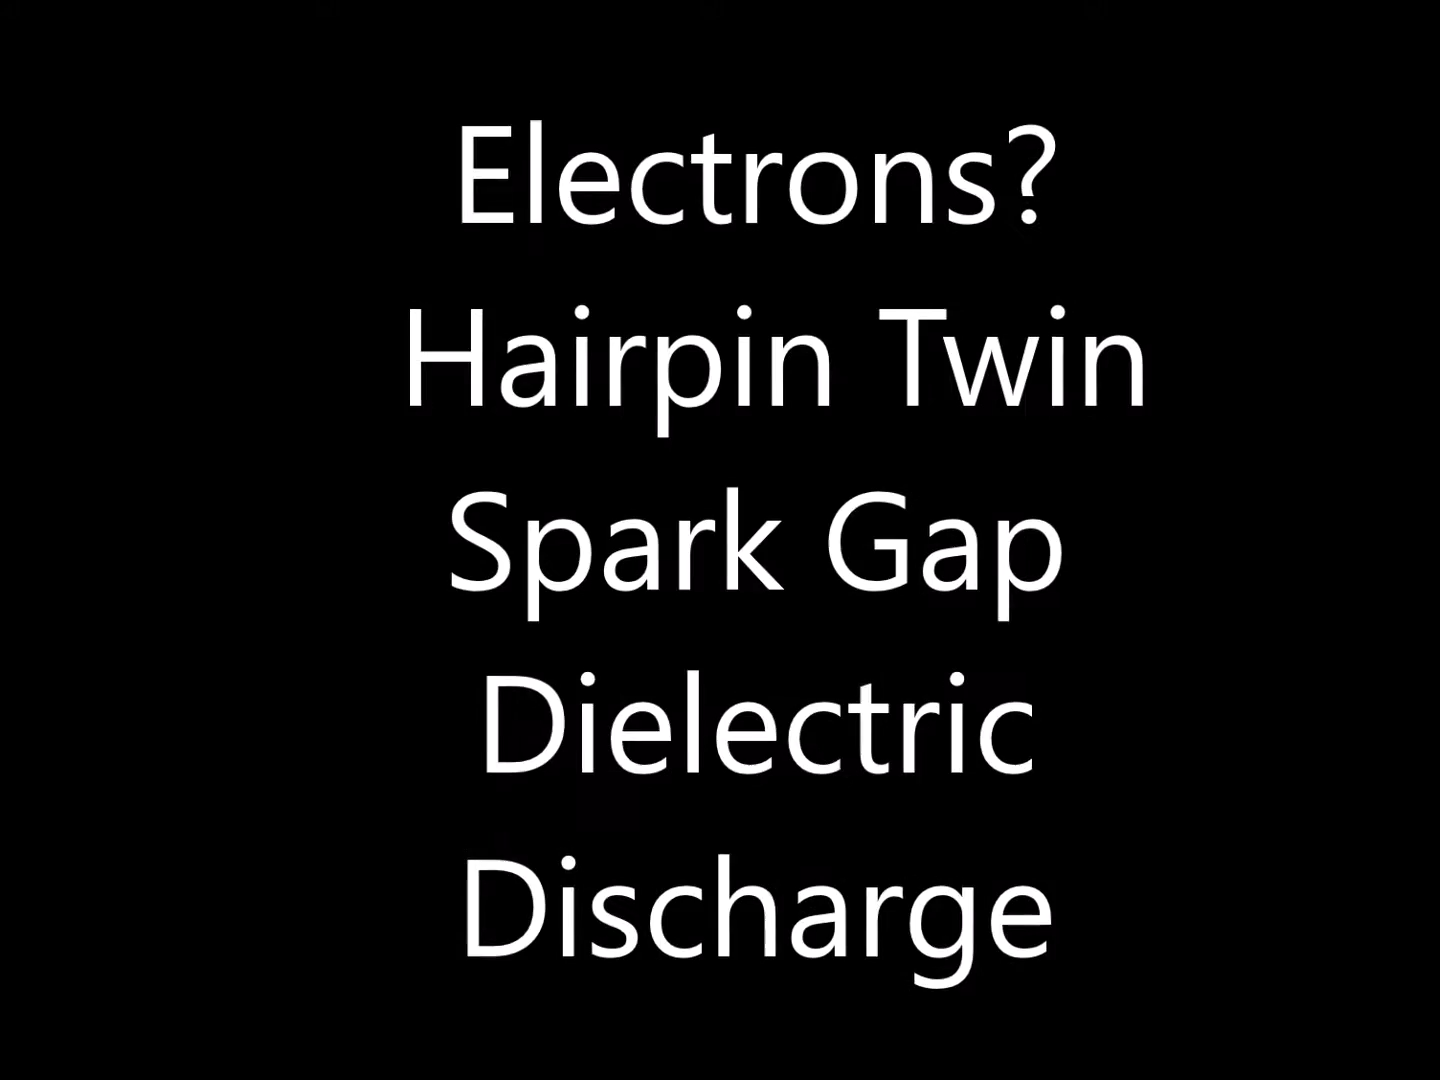 Electrons?
Hairpin Twin
Spark Gap
Dielectric
Discharge